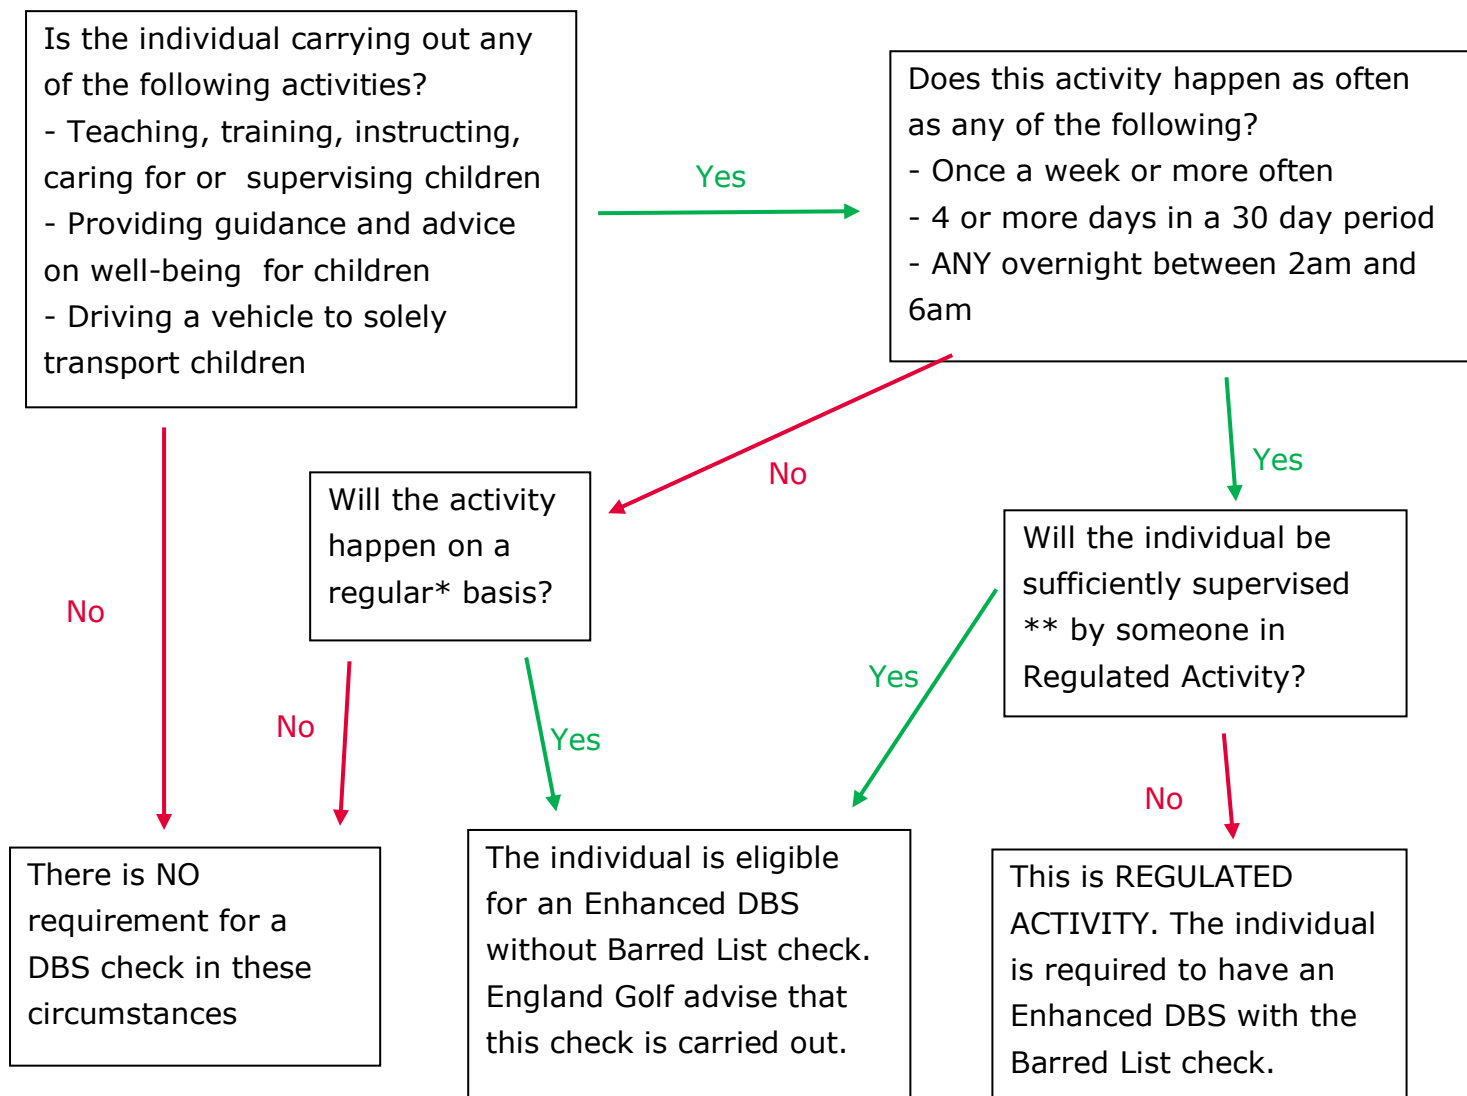 Is the individual carrying out any
of the following activities?
- Teaching, training, instructing,
caring for or supervising children
- Providing guidance and advice
on well-being for children
- Driving a vehicle to solely
transport children
Yes
Does this activity happen as often
as any of the following?
- Once a week or more often
- 4 or more days in a 30 day period
- ANY overnight between 2am and
6am
No
Yes
Will the activity
happen on a
regular* basis?
Will the individual be
sufficiently supervised
** by someone in
Regulated Activity?
No
No
Yes
Yes
No
There is NO
requirement for a
DBS check in these
circumstances
The individual is eligible
for an Enhanced DBS
without Barred List check.
England Golf advise that
this check is carried out.
This is REGULATED
ACTIVITY. The individual
is required to have an
Enhanced DBS with the
Barred List check.